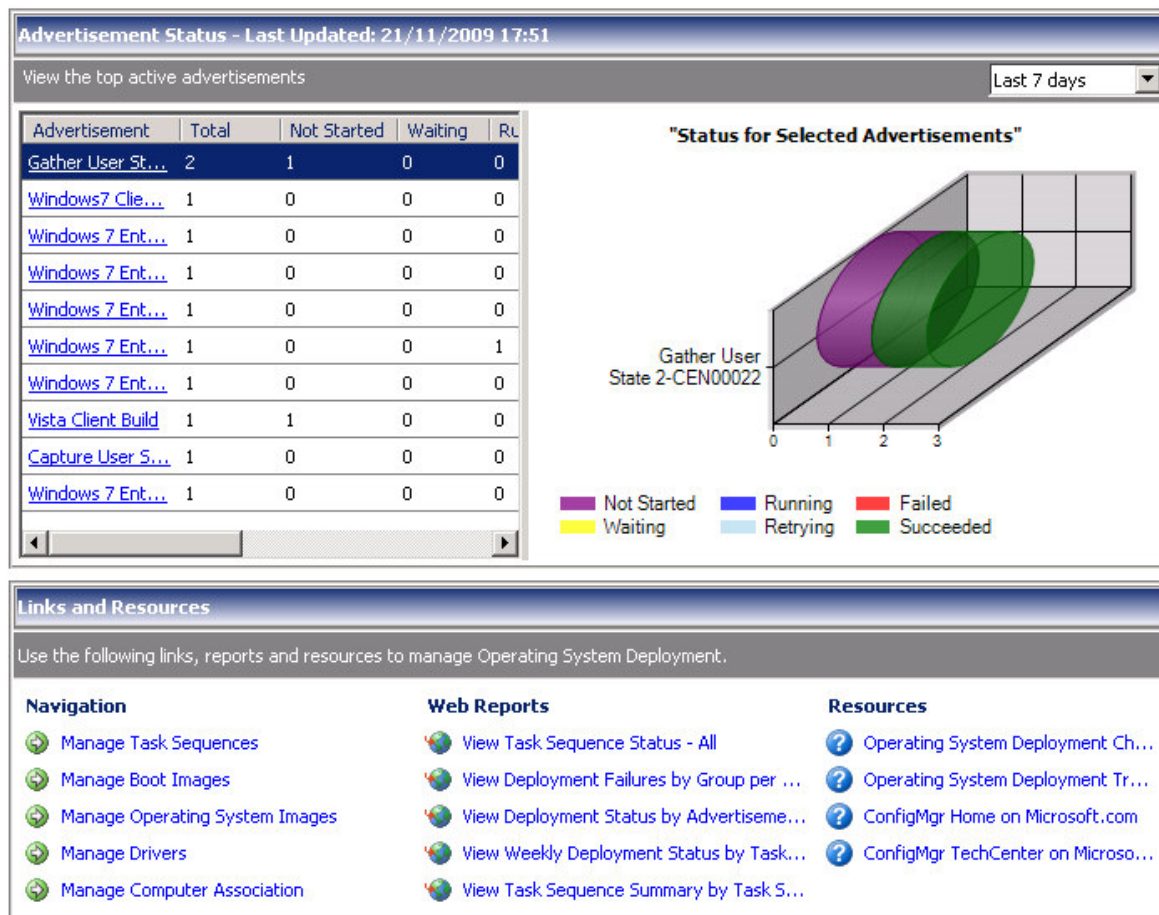 Advertisement Status - Last Updated: 21/11/2009 17:51
View the top active advertisements
Last 7 days
Advertisement Total Not Started Waiting Ru
Gather User St... 2 1 0 0
Windows7 Clie... 1 0 0 0
Windows 7 Ent... 1 0 0 0
Windows 7 Ent... 1 0 0 0
Windows 7 Ent... 1 0 0 0
Windows 7 Ent... 1 0 0 1
Windows 7 Ent... 1 0 0 0
Vista Client Build 1 1 0 0
Capture User S... 1 0 0 0
Windows 7 Ent... 1 0 0 0
"Status for Selected Advertisements"
Gather User
State 2-CEN00022
0 1 2 3
Not Started Running Failed
Waiting Retrying Succeeded
Links and Resources
Use the following links, reports and resources to manage Operating System Deployment.
Navigation
Manage Task Sequences
Manage Boot Images
Manage Operating System Images
Manage Drivers
Manage Computer Association
Web Reports
View Task Sequence Status - All
View Deployment Failures by Group per ...
View Deployment Status by Advertiseme...
View Weekly Deployment Status by Task...
View Task Sequence Summary by Task S...
Resources
Operating System Deployment Ch...
Operating System Deployment Tr...
ConfigMgr Home on Microsoft.com
ConfigMgr TechCenter on Microso...